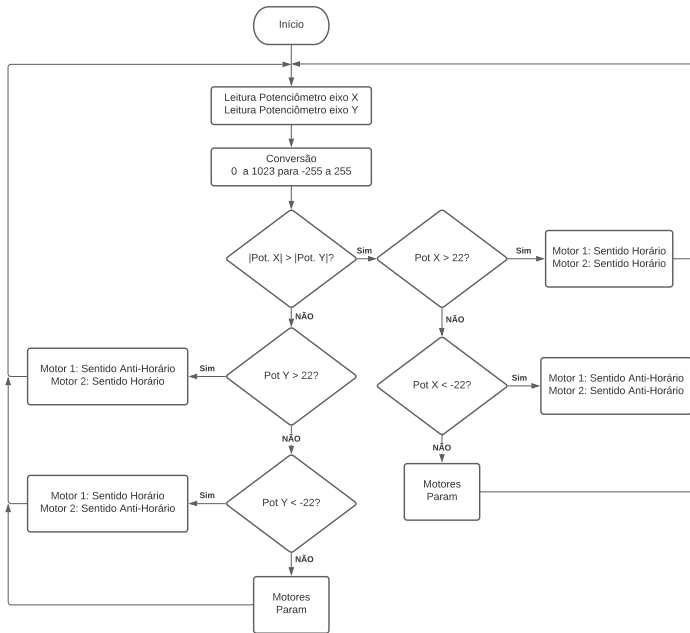 Início
Leitura Potenciômetro eixo X
Leitura Potenciômetro eixo Y
Conversão
0 a 1023 para -255 a 255
|Pot. X| > |Pot. Y|?
Sim
Pot X > 22?
Sim
Motor 1: Sentido Horário
Motor 2: Sentido Horário
NÃO
NÃO
Motor 1: Sentido Anti-Horário
Motor 2: Sentido Horário
Sim
Pot Y > 22?
Pot X < -22?
Sim
Motor 1: Sentido Anti-Horário
Motor 2: Sentido Anti-Horário
NÃO
NÃO
Motores
Param
Motor 1: Sentido Horário
Motor 2: Sentido Anti-Horário
Sim
Pot Y < -22?
NÃO
Motores
Param